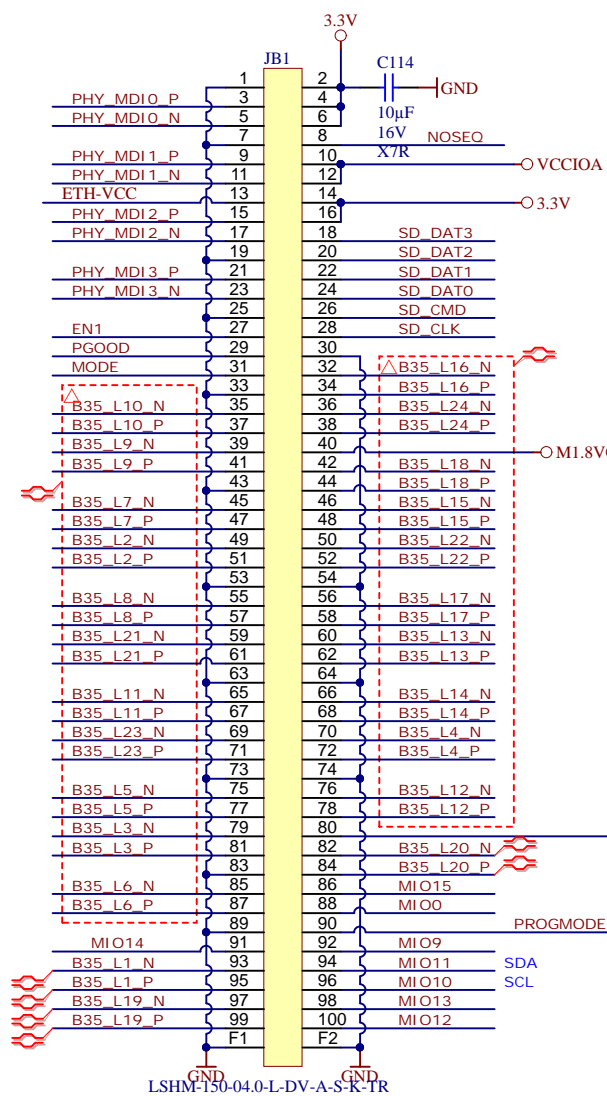 3.3V
JB1
C114
GND
10µF
16V
X7R
1 2
PHY_MDI0_P 3 4
PHY_MDI0_N 5 6
7 8 NOSEQ
PHY_MDI1_P 9 10 VCCIOA
PHY_MDI1_N 11 12
ETH-VCC 13 14 3.3V
PHY_MDI2_P 15 16
PHY_MDI2_N 17 18 SD_DAT3
19 20 SD_DAT2
PHY_MDI3_P 21 22 SD_DAT1
PHY_MDI3_N 23 24 SD_DAT0
25 26 SD_CMD
EN1 27 28 SD_CLK
PGOOD 29 30
MODE 31 32 B35_L16_N
33 34 B35_L16_P
B35_L10_N 35 36 B35_L24_N
B35_L10_P 37 38 B35_L24_P
B35_L9_N 39 40
B35_L9_P 41 42 B35_L18_N
43 44 B35_L18_P
B35_L7_N 45 46 B35_L15_N
B35_L7_P 47 48 B35_L15_P
B35_L2_N 49 50 B35_L22_N
B35_L2_P 51 52 B35_L22_P
53 54
B35_L8_N 55 56 B35_L17_N
B35_L8_P 57 58 B35_L17_P
B35_L21_N 59 60 B35_L13_N
B35_L21_P 61 62 B35_L13_P
63 64
B35_L11_N 65 66 B35_L14_N
B35_L11_P 67 68 B35_L14_P
B35_L23_N 69 70 B35_L4_N
B35_L23_P 71 72 B35_L4_P
73 74
B35_L5_N 75 76 B35_L12_N
B35_L5_P 77 78 B35_L12_P
B35_L3_N 79 80
B35_L3_P 81 82 B35_L20_N
83 84 B35_L20_P
B35_L6_N 85 86 MIO15
B35_L6_P 87 88 MIO0
89 90 PROGMODE
MIO14 91 92 MIO9
B35_L1_N 93 94 MIO11 SDA
B35_L1_P 95 96 MIO10 SCL
B35_L19_N 97 98 MIO13
B35_L19_P 99 100 MIO12
F1 F2
GND GND
LSHM-150-04.0-L-DV-A-S-K-TR